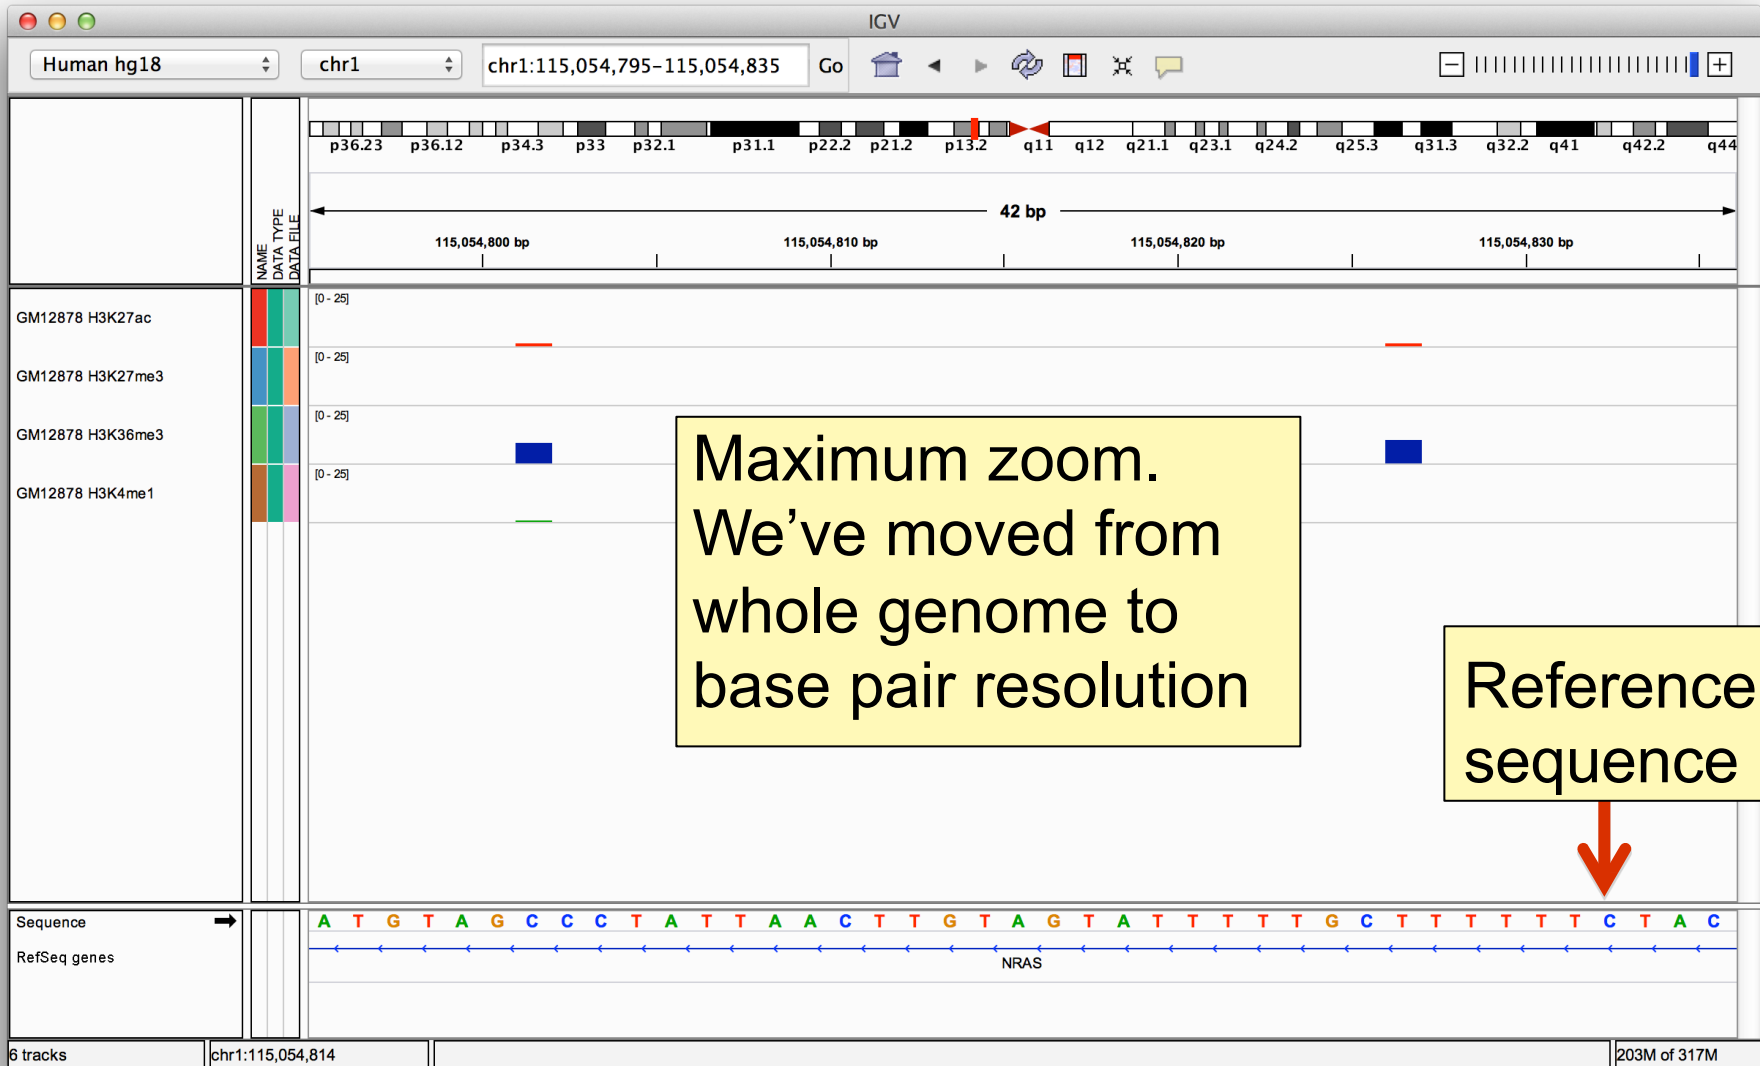 IGV
Human hg18 chr1 chr1:115,054,795-115,054,835 Go
p36.23 p36.12 p34.3 p33 p32.1 p31.1 p22.2 p21.2 p13.2 q11 q12 q21.1 q23.1 q24.2 q25.3 q31.3 q32.2 q41 q42.2 q44
42 bp
115,054,800 bp 115,054,810 bp 115,054,820 bp 115,054,830 bp
NAME
DATA TYPE
DATA FILE
GM12878 H3K27ac [0 - 25]
GM12878 H3K27me3 [0 - 25]
GM12878 H3K36me3 [0 - 25]
GM12878 H3K4me1 [0 - 25]
Maximum zoom.
We’ve moved from
whole genome to
base pair resolution
Reference
sequence
Sequence A T G T A G C C C T A T T A A C T T G T A G T A T T T T T G C T T T T T T C T A C
RefSeq genes
NRAS
6 tracks chr1:115,054,814 203M of 317M